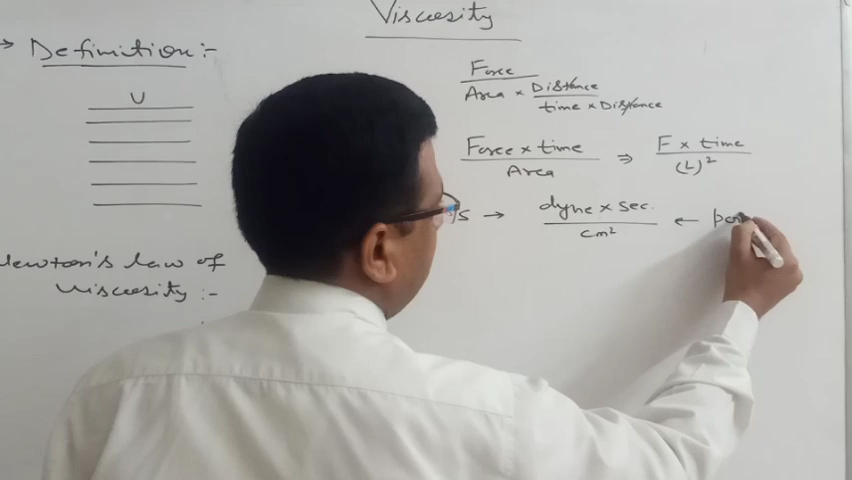 Viscosity
→ Definition :-
U
Newton's law of
Viscosity :-
Force
Area × Distance
time × Distance
Force × time
Area
⇒ F × time
(L)²
/s → dyne × sec.
cm²
←